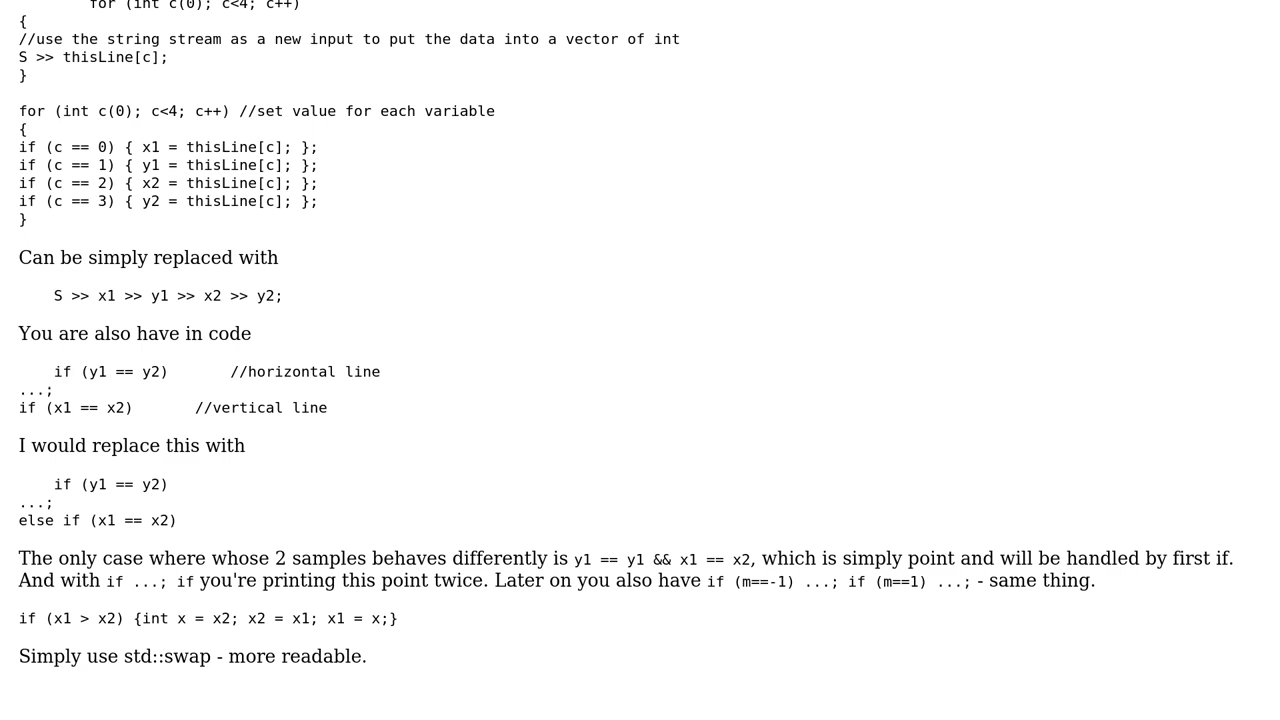 for (int c(0); c<4; c++)
{
//use the string stream as a new input to put the data into a vector of int
S >> thisLine[c];
}
for (int c(0); c<4; c++) //set value for each variable
{
if (c == 0) { x1 = thisLine[c]; };
if (c == 1) { y1 = thisLine[c]; };
if (c == 2) { x2 = thisLine[c]; };
if (c == 3) { y2 = thisLine[c]; };
}
Can be simply replaced with
S >> x1 >> y1 >> x2 >> y2;
You are also have in code
if (y1 == y2)       //horizontal line
...;
if (x1 == x2)       //vertical line
I would replace this with
if (y1 == y2)
...;
else if (x1 == x2)
The only case where whose 2 samples behaves differently is y1 == y1 && x1 == x2, which is simply point and will be handled by first if.
And with if ...; if you're printing this point twice. Later on you also have if (m==-1) ...; if (m==1) ...; - same thing.
if (x1 > x2) {int x = x2; x2 = x1; x1 = x;}
Simply use std::swap - more readable.